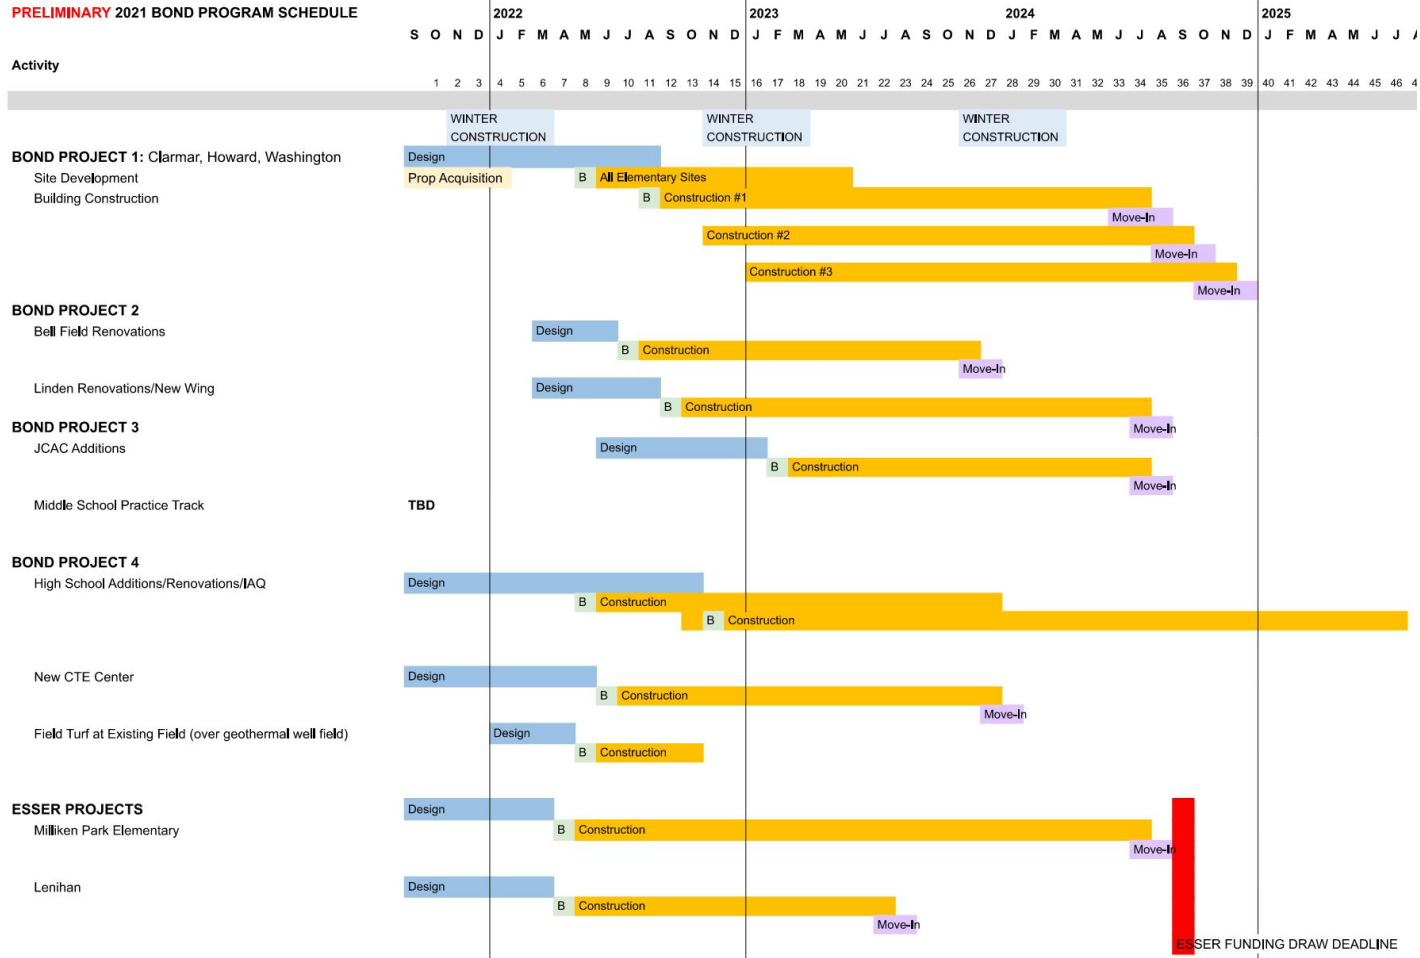 PRELIMINARY 2021 BOND PROGRAM SCHEDULE
2022 2023 2024 2025
S O N D J F M A M J J A S O N D J F M A M J J A S O N D J F M A M J J A S O N D J F M A M J J A
Activity
1 2 3 4 5 6 7 8 9 10 11 12 13 14 15 16 17 18 19 20 21 22 23 24 25 26 27 28 29 30 31 32 33 34 35 36 37 38 39 40 41 42 43 44 45 46 4
WINTER CONSTRUCTION WINTER CONSTRUCTION WINTER CONSTRUCTION
BOND PROJECT 1: Clarmar, Howard, Washington Design
Site Development Prop Acquisition B All Elementary Sites
Building Construction B Construction #1
Move-In
Construction #2
Move-In
Construction #3
Move-In
BOND PROJECT 2
Bell Field Renovations Design
B Construction
Move-In
Linden Renovations/New Wing Design
B Construction
BOND PROJECT 3 Move-In
JCAC Additions Design
B Construction
Move-In
Middle School Practice Track TBD
BOND PROJECT 4
High School Additions/Renovations/IAQ Design
B Construction
B Construction
New CTE Center Design
B Construction
Move-In
Field Turf at Existing Field (over geothermal well field) Design
B Construction
ESSER PROJECTS Design
Milliken Park Elementary B Construction
Move-In
Lenihan Design
B Construction
Move-In
ESSER FUNDING DRAW DEADLINE